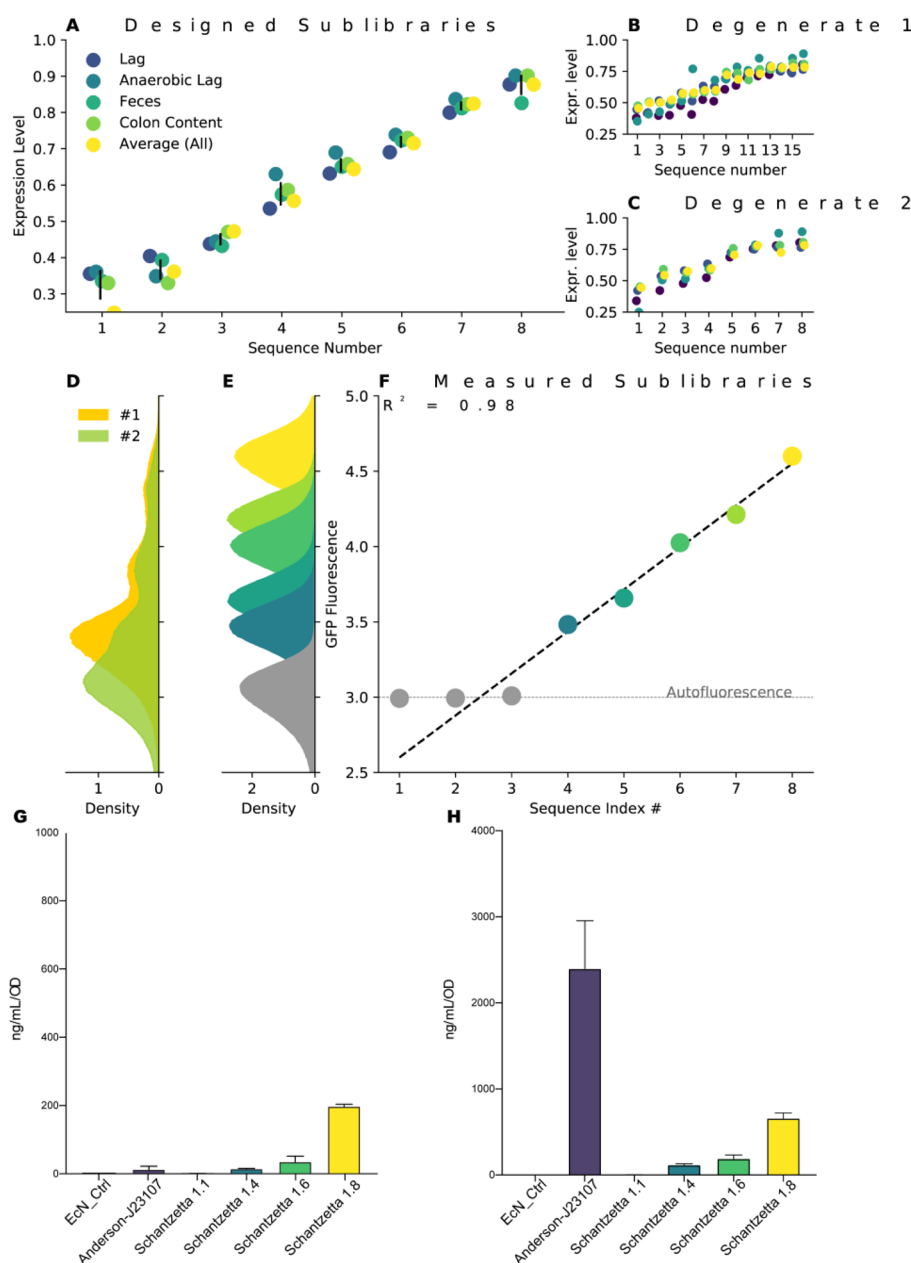 A Designed Sublibraries
1.0
0.9
0.8
0.7
0.6
0.5
0.4
0.3
Expression Level
Lag
Anaerobic Lag
Feces
Colon Content
Average (All)
1 2 3 4 5 6 7 8
Sequence Number
B Degenerate 1
1.00
0.75
0.50
0.25
Expr. level
1 3 5 7 9 11 13 15
Sequence number
C Degenerate 2
1.00
0.75
0.50
0.25
Expr. level
1 2 3 4 5 6 7 8
Sequence number
D
#1
#2
1 0
Density
E
2 0
Density
F Measured Sublibraries
R² = 0.98
5.0
4.5
4.0
3.5
3.0
2.5
GFP Fluorescence
Autofluorescence
1 2 3 4 5 6 7 8
Sequence Index #
G
1000
800
600
400
200
0
ng/mL/OD
EcN_Ctrl
Anderson-J23107
Schantzetta 1.1
Schantzetta 1.4
Schantzetta 1.6
Schantzetta 1.8
H
4000
3000
2000
1000
0
ng/mL/OD
EcN_Ctrl
Anderson-J23107
Schantzetta 1.1
Schantzetta 1.4
Schantzetta 1.6
Schantzetta 1.8